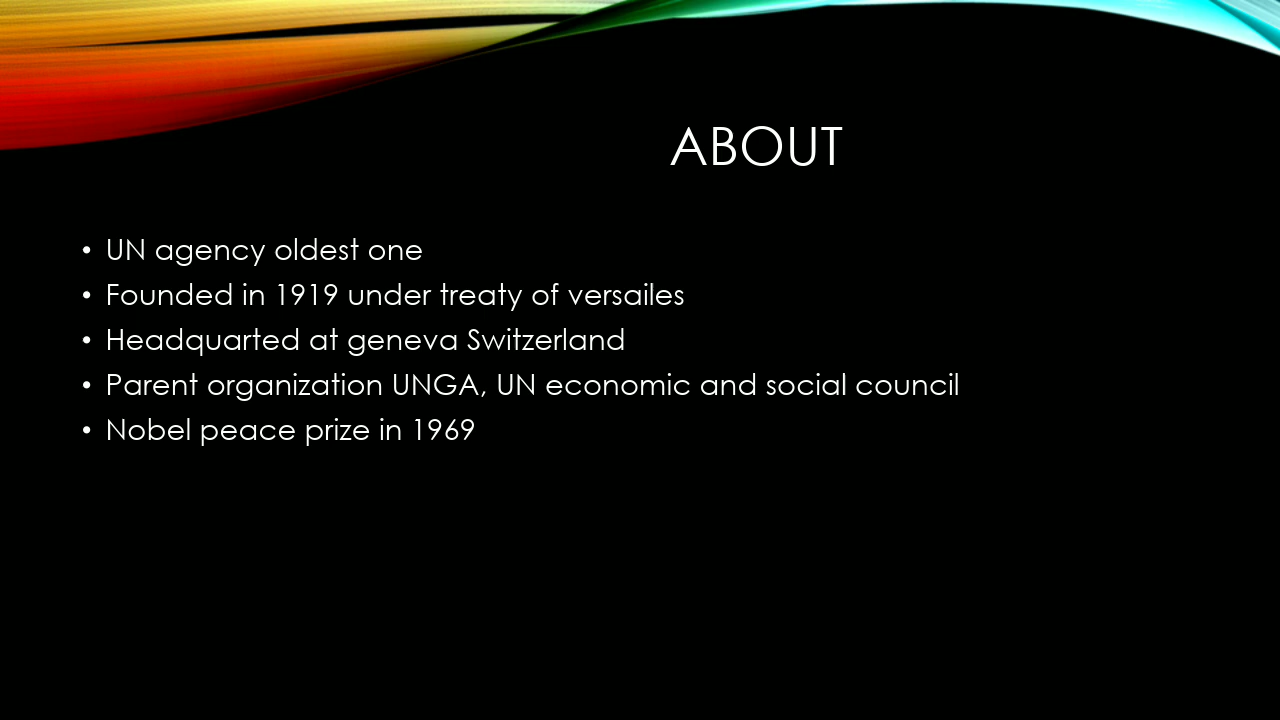 ABOUT
• UN agency oldest one
• Founded in 1919 under treaty of versailes
• Headquarted at geneva Switzerland
• Parent organization UNGA, UN economic and social council
• Nobel peace prize in 1969